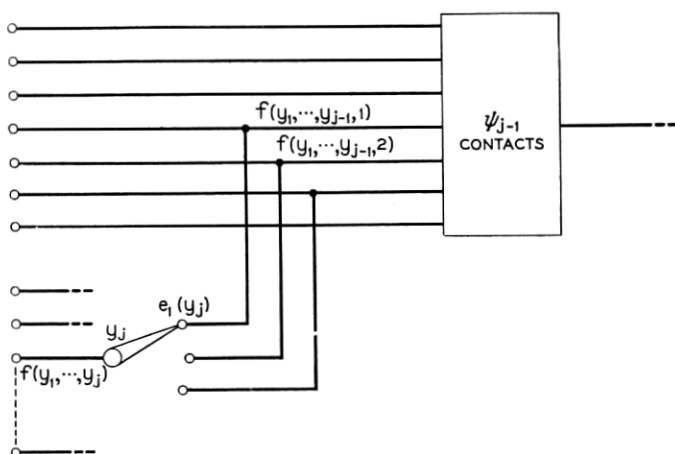 f(y₁,···,yⱼ₋₁,1)
f(y₁,···,yⱼ₋₁,2)
ψⱼ₋₁
CONTACTS
e₁(yⱼ)
yⱼ
f(y₁,···,yⱼ)